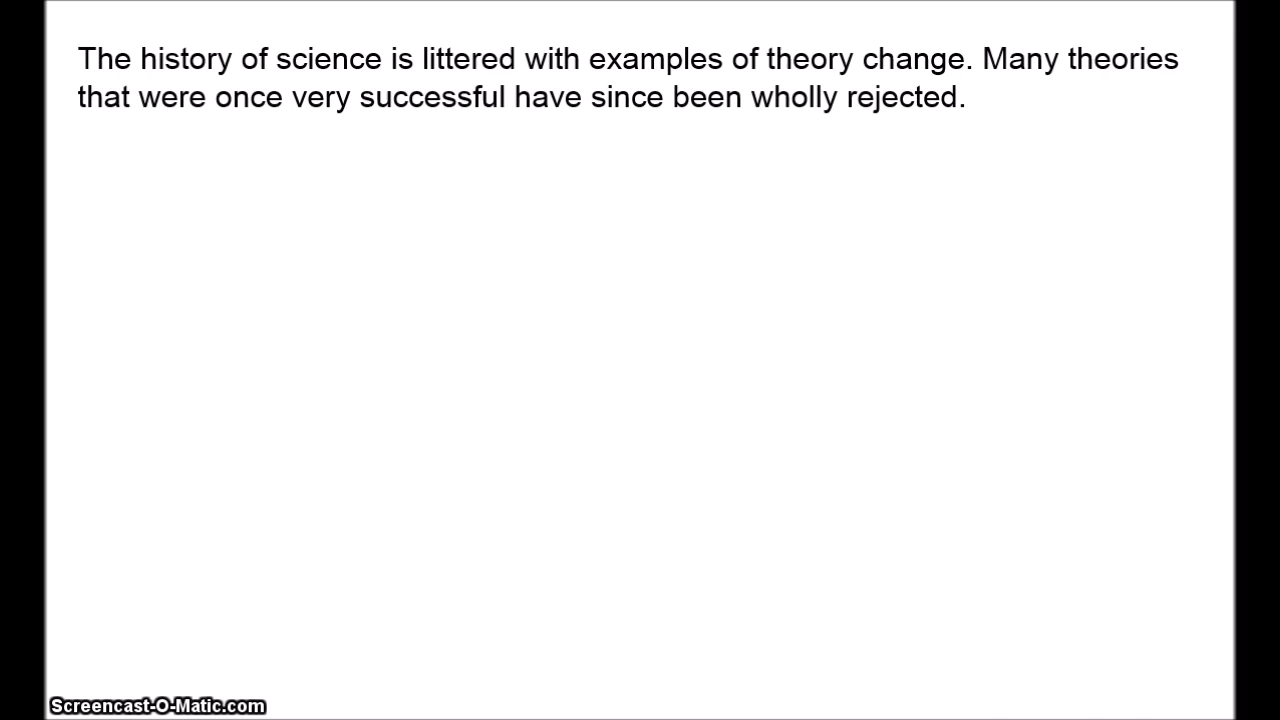 The history of science is littered with examples of theory change. Many theories
that were once very successful have since been wholly rejected.
Screencast-O-Matic.com